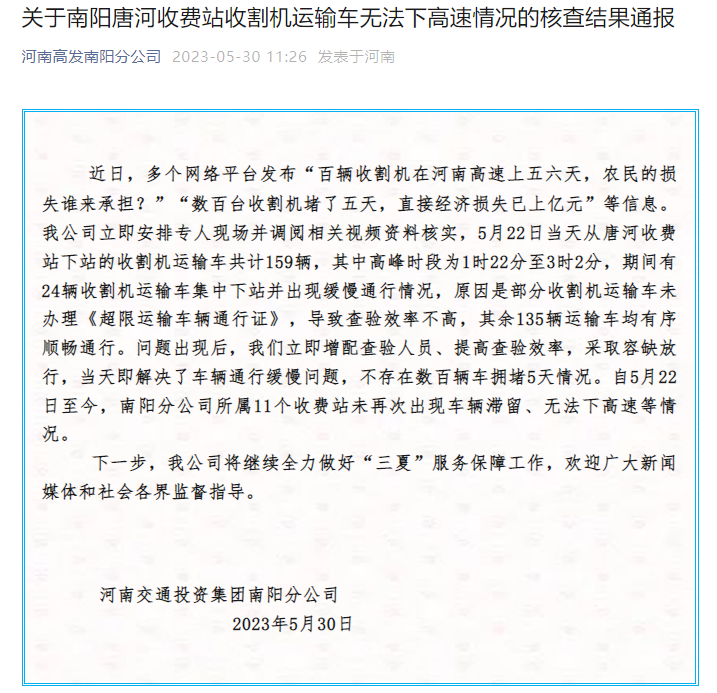 关于南阳唐河收费站收割机运输车无法下高速情况的核查结果通报
河南高发南阳分公司 2023-05-30 11:26 发表于河南
近日，多个网络平台发布“百辆收割机在河南高速上五六天，农民的损
失谁来承担？”“数百台收割机堵了五天，直接经济损失已上亿元”等信息。
我公司立即安排专人现场并调阅相关视频资料核实，5月22日当天从唐河收费
站下站的收割机运输车共计159辆，其中高峰时段为1时22分至3时2分，期间有
24辆收割机运输车集中下站并出现缓慢通行情况，原因是部分收割机运输车未
办理《超限运输车辆通行证》，导致查验效率不高，其余135辆运输车均有序
顺畅通行。问题出现后，我们立即增配查验人员、提高查验效率，采取容缺放
行，当天即解决了车辆通行缓慢问题，不存在数百辆车拥堵5天情况。自5月22
日至今，南阳分公司所属11个收费站未再次出现车辆滞留、无法下高速等情
况。
下一步，我公司将继续全力做好“三夏”服务保障工作，欢迎广大新闻
媒体和社会各界监督指导。
河南交通投资集团南阳分公司
2023年5月30日